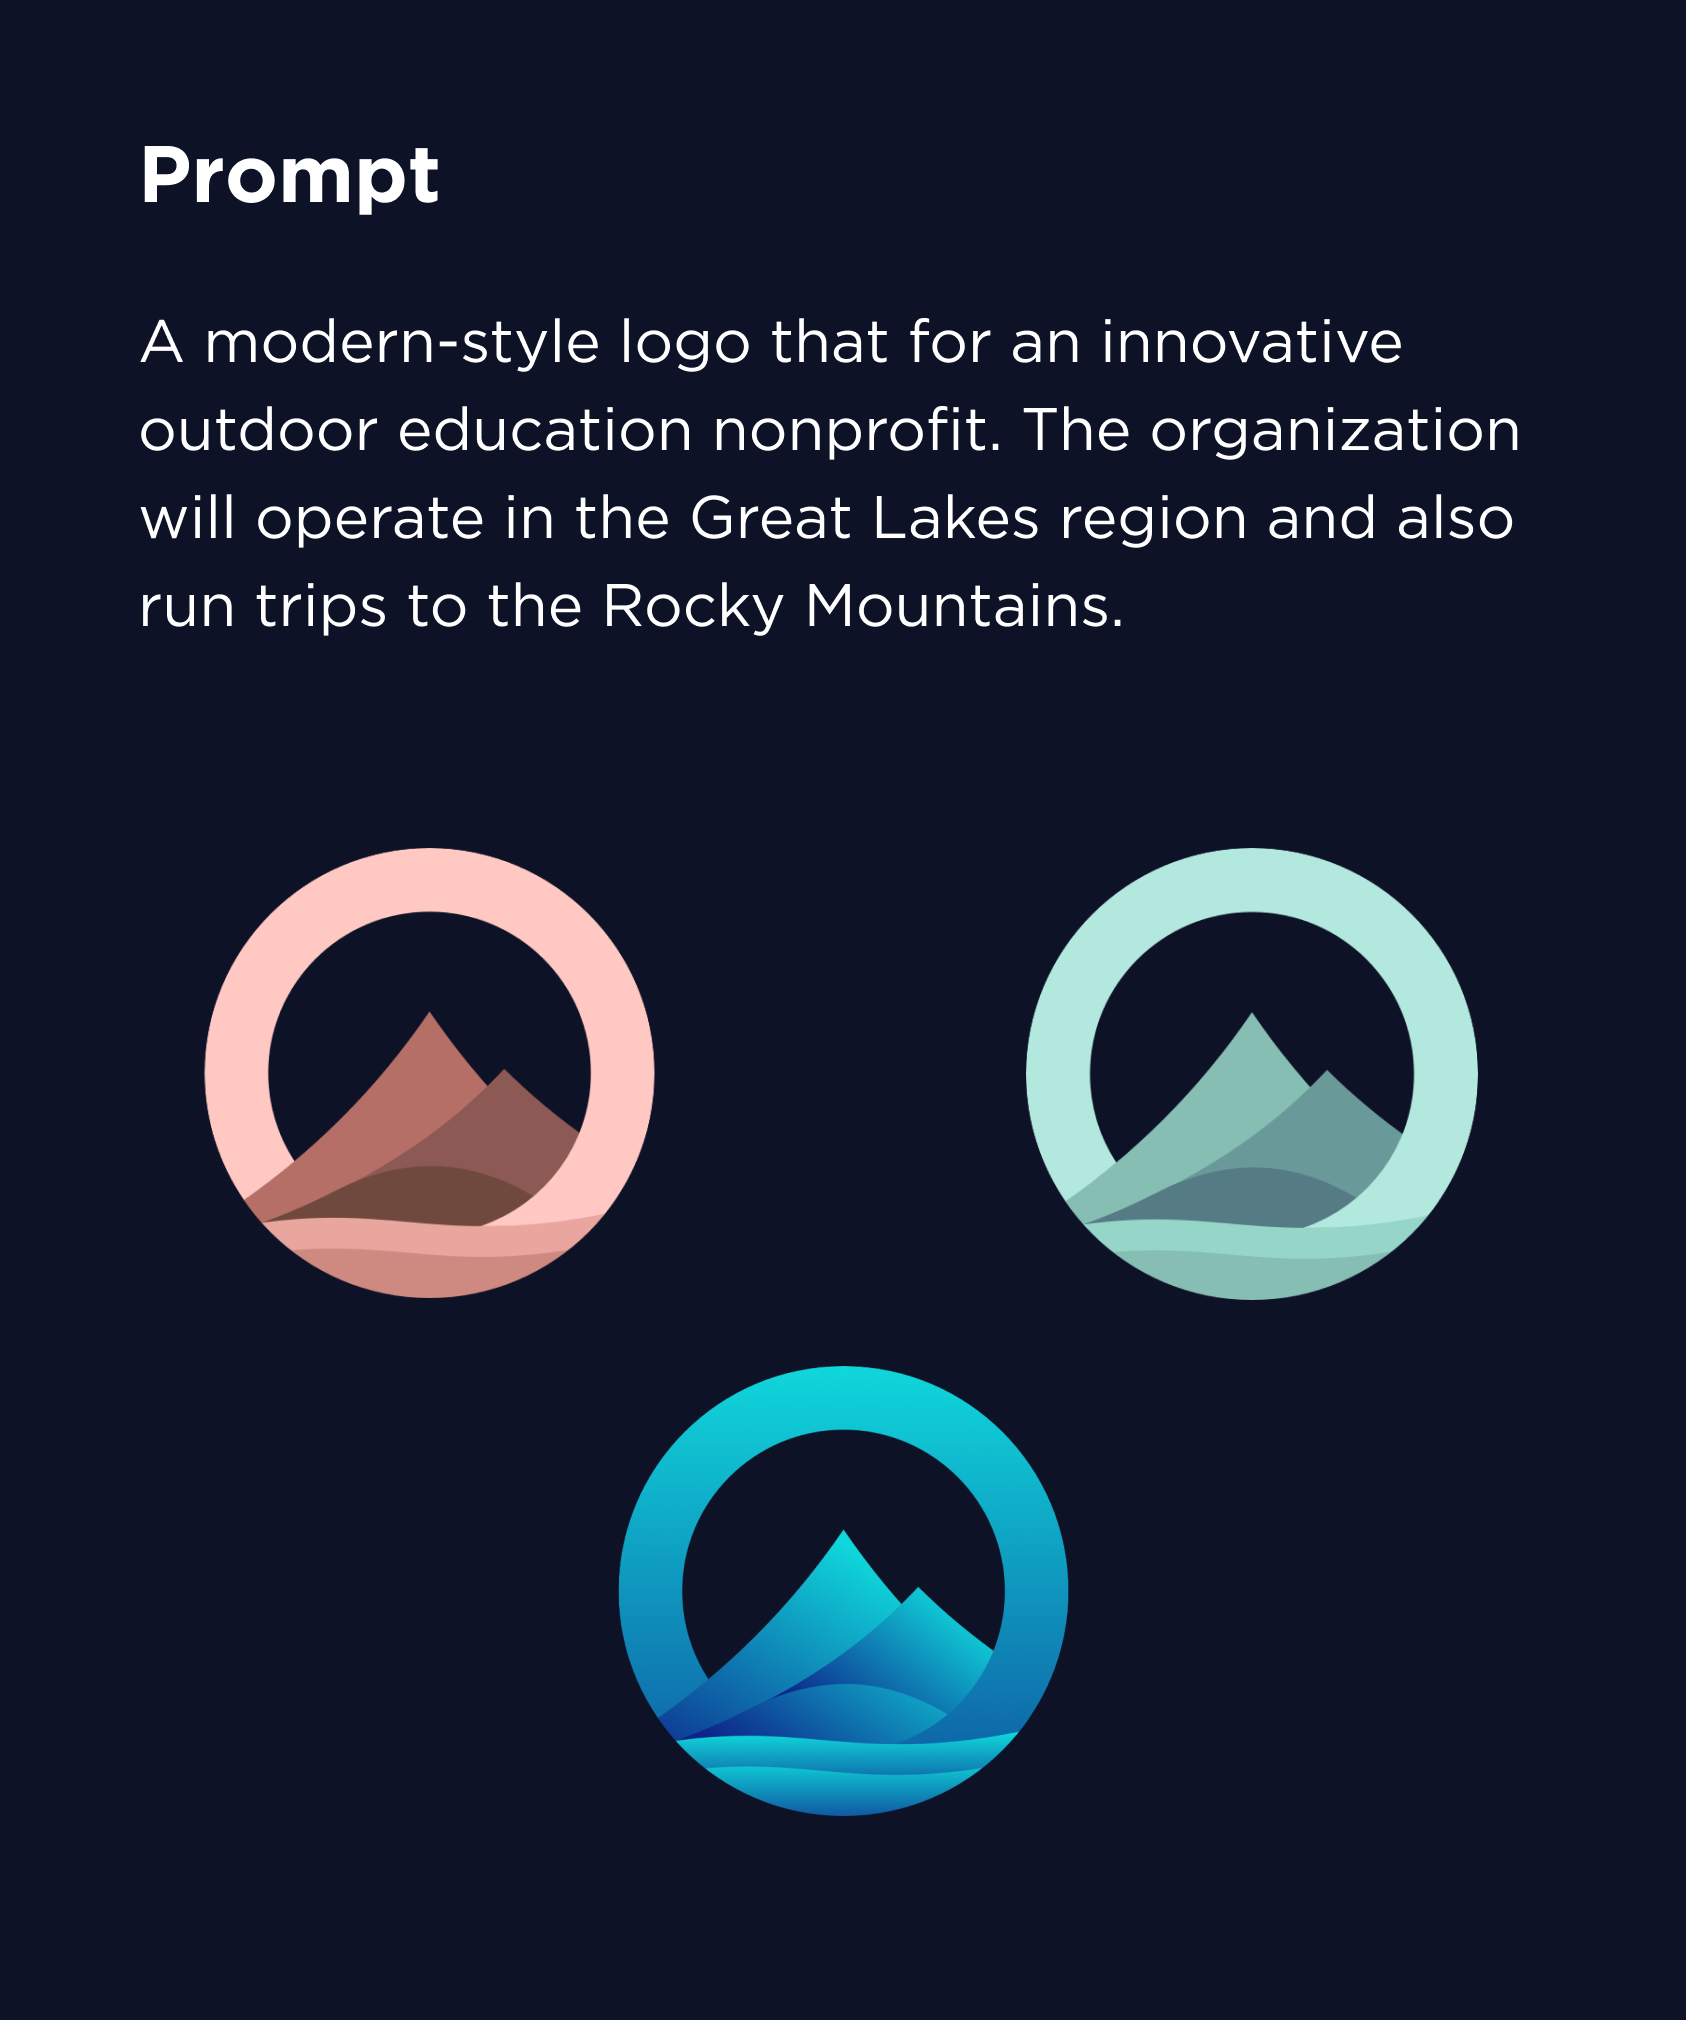 Prompt
A modern-style logo that for an innovative
outdoor education nonprofit. The organization
will operate in the Great Lakes region and also
run trips to the Rocky Mountains.